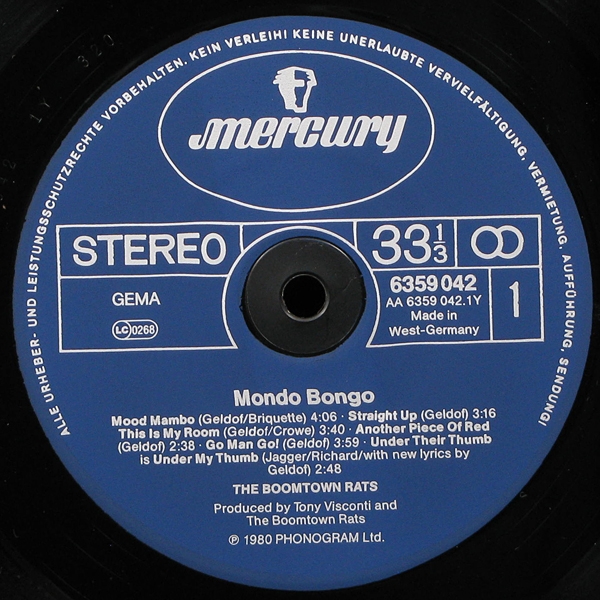 ALLE URHEBER- UND LEISTUNGSSCHUTZRECHTE VORBEHALTEN. KEIN VERLEIH! KEINE UNERLAUBTE VERVIELFÄLTIGUNG, VERMIETUNG, AUFFÜHRUNG, SENDUNG!
mercury
STEREO
33 1/3
GEMA
LC 0268
6359 042
AA 6359 042.1Y
Made in
West-Germany
1
Mondo Bongo
Mood Mambo (Geldof/Briquette) 4:06 · Straight Up (Geldof) 3:16
This Is My Room (Geldof/Crowe) 3:40 · Another Piece Of Red
(Geldof) 2:38 · Go Man Go! (Geldof) 3:59 · Under Their Thumb
is Under My Thumb (Jagger/Richard/with new lyrics by
Geldof) 2:48
THE BOOMTOWN RATS
Produced by Tony Visconti and
The Boomtown Rats
℗ 1980 PHONOGRAM Ltd.